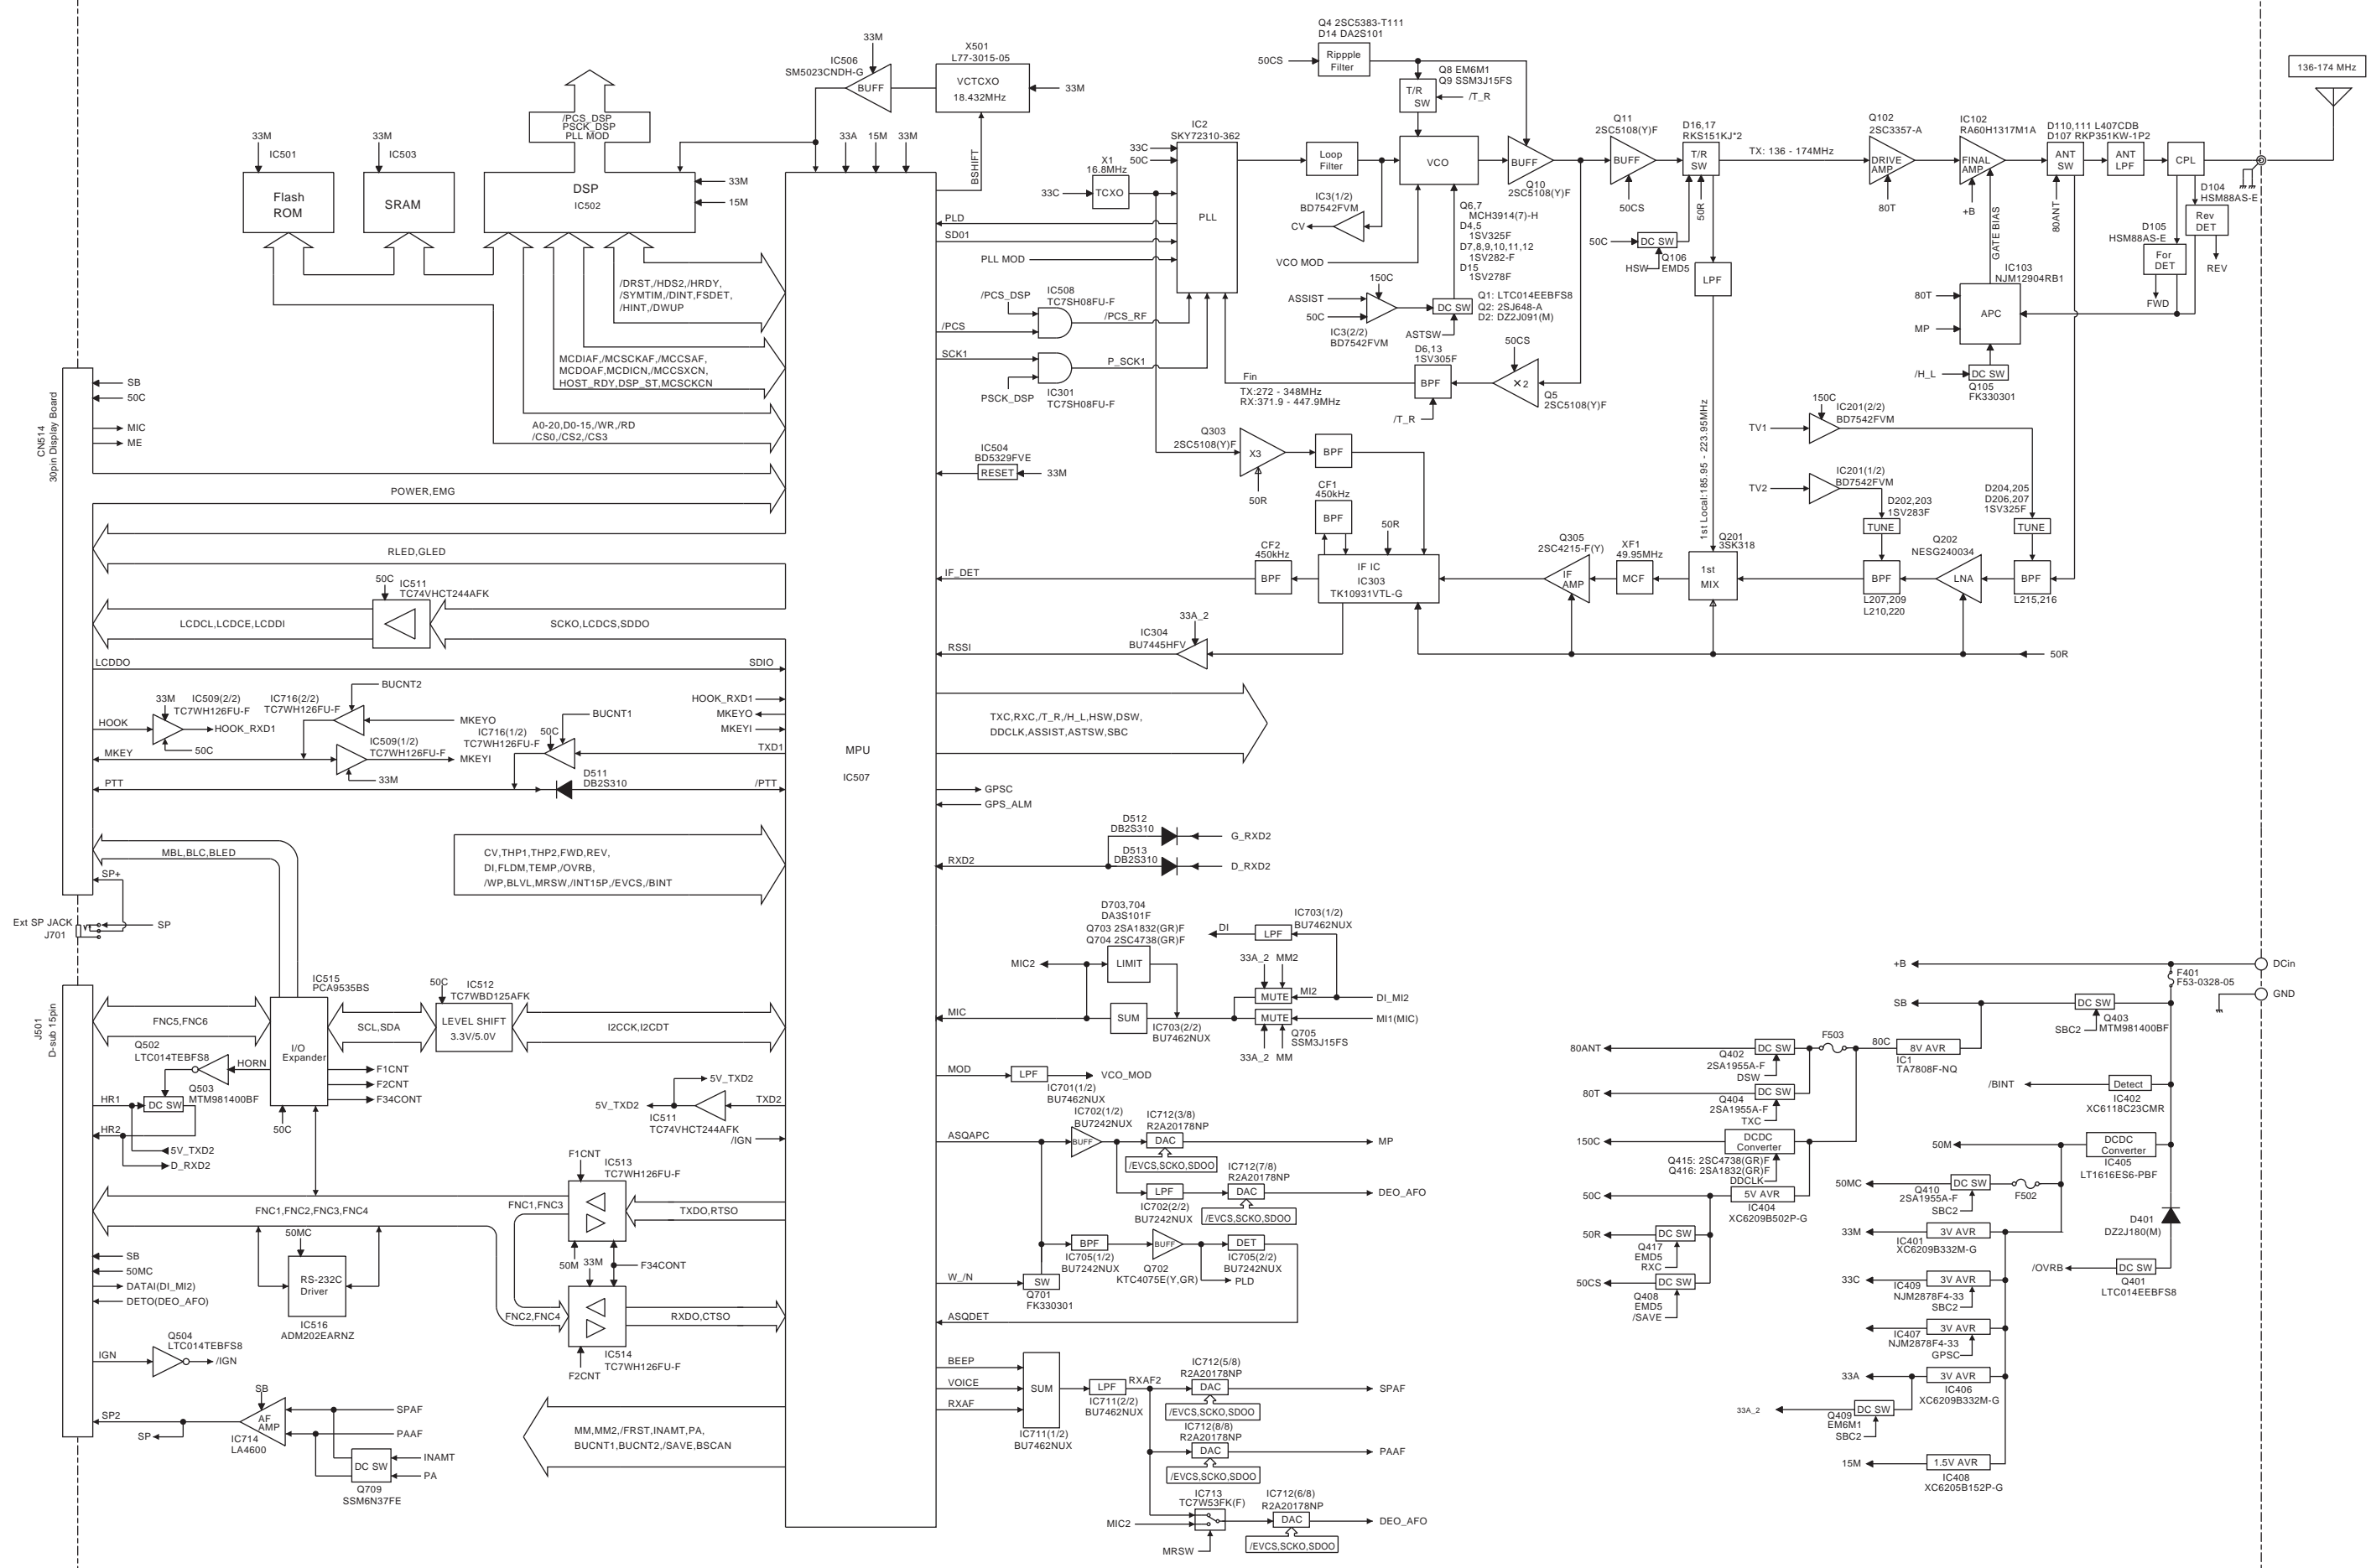 136-174 MHz
Q4 2SC5383-T111
D14 DA2S101
50CS
Rippple
Filter
Q8 EM6M1
Q9 SSM3J15FS
T/R
SW
/T_R
33M
IC506
SM5023CNDH-G
BUFF
X501
L77-3015-05
VCTCXO
18.432MHz
33M
BSHIFT
/PCS_DSP
PSCK_DSP
PLL MOD
33M
IC501
Flash
ROM
33M
IC503
SRAM
DSP
IC502
33M
15M
33A
15M
33M
/DRST,/HDS2,/HRDY,
/SYMTIM,/DINT,FSDET,
/HINT,/DWUP
MCDIAF,/MCSCKAF,/MCCSAF,
MCDOAF,MCDICN,/MCCSXCN,
HOST_RDY,DSP_ST,MCSCKCN
A0-20,D0-15,/WR,/RD
/CS0,/CS2,/CS3
IC2
SKY72310-362
33C
50C
X1
16.8MHz
33C
TCXO
PLL
PLD
SD01
PLL MOD
/PCS_DSP
IC508
TC7SH08FU-F
/PCS
/PCS_RF
SCK1
P_SCK1
PSCK_DSP
IC301
TC7SH08FU-F
Loop
Filter
VCO
IC3(1/2)
BD7542FVM
CV
VCO MOD
BUFF
Q10
2SC5108(Y)F
Q11
2SC5108(Y)F
BUFF
50CS
Q6,7
MCH3914(7)-H
D4,5
1SV325F
D7,8,9,10,11,12
1SV282-F
D15
1SV278F
150C
ASSIST
50C
IC3(2/2)
BD7542FVM
DC SW
ASTSW
Q1: LTC014EEBFS8
Q2: 2SJ648-A
D2: DZ2J091(M)
D6,13
1SV305F
BPF
/T_R
Fin
TX:272 - 348MHz
RX:371.9 - 447.9MHz
50CS
×2
Q5
2SC5108(Y)F
D16,17
RKS151KJ*2
T/R
SW
50R
50C
DC SW
HSW
Q106
EMD5
LPF
TX: 136 - 174MHz
1st Local:185.95 - 223.95MHz
Q102
2SC3357-A
DRIVE
AMP
80T
IC102
RA60H1317M1A
FINAL
AMP
+B
GATE BIAS
D110,111 L407CDB
D107 RKP351KW-1P2
ANT
SW
80ANT
ANT
LPF
CPL
D104
HSM88AS-E
Rev
DET
REV
D105
HSM88AS-E
For
DET
FWD
IC103
NJM12904RB1
80T
MP
APC
/H_L
DC SW
Q105
FK330301
Q303
2SC5108(Y)F
X3
50R
BPF
IC504
BD5329FVE
RESET
33M
CF1
450kHz
BPF
50R
CF2
450kHz
BPF
IF_DET
IF IC
IC303
TK10931VTL-G
Q305
2SC4215-F(Y)
IF
AMP
XF1
49.95MHz
MCF
Q201
3SK318
1st
MIX
150C
TV1
IC201(2/2)
BD7542FVM
TV2
IC201(1/2)
BD7542FVM
D202,203
1SV283F
TUNE
BPF
L207,209
L210,220
Q202
NESG240034
LNA
D204,205
D206,207
1SV325F
TUNE
BPF
L215,216
50R
33A_2
IC304
BU7445HFV
RSSI
CN514
30pin Display Board
SB
50C
MIC
ME
POWER,EMG
RLED,GLED
50C
IC511
TC74VHCT244AFK
LCDCL,LCDCE,LCDDI
SCKO,LCDCS,SDDO
LCDDO
SDIO
HOOK
33M
IC509(2/2)
TC7WH126FU-F
HOOK_RXD1
50C
IC716(2/2)
TC7WH126FU-F
BUCNT2
MKEYO
IC509(1/2)
TC7WH126FU-F
MKEY
MKEYI
33M
IC716(1/2)
TC7WH126FU-F
50C
BUCNT1
TXD1
HOOK_RXD1
MKEYO
MKEYI
PTT
D511
DB2S310
/PTT
MPU
IC507
TXC,RXC,/T_R,/H_L,HSW,DSW,
DDCLK,ASSIST,ASTSW,SBC
GPSC
GPS_ALM
D512
DB2S310
G_RXD2
RXD2
D513
DB2S310
D_RXD2
MBL,BLC,BLED
SP+
CV,THP1,THP2,FWD,REV,
DI,FLDM,TEMP,/OVRB,
/WP,BLVL,MRSW,/INT15P,/EVCS,/BINT
Ext SP JACK
J701
SP
J501
D-sub 15pin
FNC5,FNC6
IC515
PCA9535BS
I/O
Expander
SCL,SDA
50C
IC512
TC7WBD125AFK
LEVEL SHIFT
3.3V/5.0V
I2CCK,I2CDT
Q502
LTC014TEBFS8
HORN
F1CNT
F2CNT
F34CONT
50C
HR1
DC SW
Q503
MTM981400BF
HR2
5V_TXD2
D_RXD2
5V_TXD2
5V_TXD2
TXD2
IC511
TC74VHCT244AFK
/IGN
F1CNT
IC513
TC7WH126FU-F
FNC1,FNC2,FNC3,FNC4
FNC1,FNC3
TXDO,RTSO
50M
33M
F34CONT
SB
50MC
DATAI(DI_MI2)
DETO(DEO_AFO)
50MC
RS-232C
Driver
IC516
ADM202EARNZ
FNC2,FNC4
RXDO,CTSO
IC514
TC7WH126FU-F
F2CNT
IGN
Q504
LTC014TEBFS8
/IGN
SB
SP2
AF
AMP
SPAF
PAAF
SP
IC714
LA4600
DC SW
INAMT
PA
Q709
SSM6N37FE
MM,MM2,/FRST,INAMT,PA,
BUCNT1,BUCNT2,/SAVE,BSCAN
D703,704
DA3S101F
Q703 2SA1832(GR)F
Q704 2SC4738(GR)F
MIC2
LIMIT
DI
LPF
IC703(1/2)
BU7462NUX
33A_2
MM2
MUTE
MI2
DI_MI2
MIC
SUM
IC703(2/2)
BU7462NUX
MUTE
MI1(MIC)
Q705
SSM3J15FS
33A_2
MM
MOD
LPF
VCO_MOD
IC701(1/2)
BU7462NUX
IC702(1/2)
BU7242NUX
ASQAPC
BUFF
IC712(3/8)
R2A20178NP
DAC
MP
/EVCS,SCKO,SDOO
IC712(7/8)
R2A20178NP
LPF
DAC
DEO_AFO
IC702(2/2)
BU7242NUX
/EVCS,SCKO,SDOO
BPF
IC705(1/2)
BU7242NUX
BUFF
Q702
KTC4075E(Y,GR)
DET
IC705(2/2)
BU7242NUX
PLD
W_/N
SW
Q701
FK330301
ASQDET
BEEP
VOICE
RXAF
SUM
IC711(1/2)
BU7462NUX
LPF
IC711(2/2)
BU7462NUX
RXAF2
IC712(5/8)
R2A20178NP
DAC
SPAF
/EVCS,SCKO,SDOO
IC712(8/8)
R2A20178NP
DAC
PAAF
/EVCS,SCKO,SDOO
IC713
TC7W53FK(F)
MIC2
MRSW
IC712(6/8)
R2A20178NP
DAC
DEO_AFO
/EVCS,SCKO,SDOO
+B
DCin
F401
F53-0328-05
GND
SB
DC SW
SBC2
Q403
MTM981400BF
80ANT
DC SW
Q402
2SA1955A-F
DSW
F503
80C
8V AVR
IC1
TA7808F-NQ
80T
DC SW
Q404
2SA1955A-F
TXC
/BINT
Detect
IC402
XC6118C23CMR
150C
DCDC
Converter
Q415: 2SC4738(GR)F
Q416: 2SA1832(GR)F
DDCLK
50M
DCDC
Converter
IC405
LT1616ES6-PBF
50C
5V AVR
IC404
XC6209B502P-G
50MC
DC SW
Q410
2SA1955A-F
SBC2
F502
50R
DC SW
Q417
EMD5
RXC
33M
3V AVR
IC401
XC6209B332M-G
D401
DZ2J180(M)
50CS
DC SW
Q408
EMD5
/SAVE
33C
3V AVR
IC409
NJM2878F4-33
SBC2
/OVRB
DC SW
Q401
LTC014EEBFS8
3V AVR
IC407
NJM2878F4-33
GPSC
33A
3V AVR
IC406
XC6209B332M-G
33A_2
DC SW
Q409
EM6M1
SBC2
15M
1.5V AVR
IC408
XC6205B152P-G